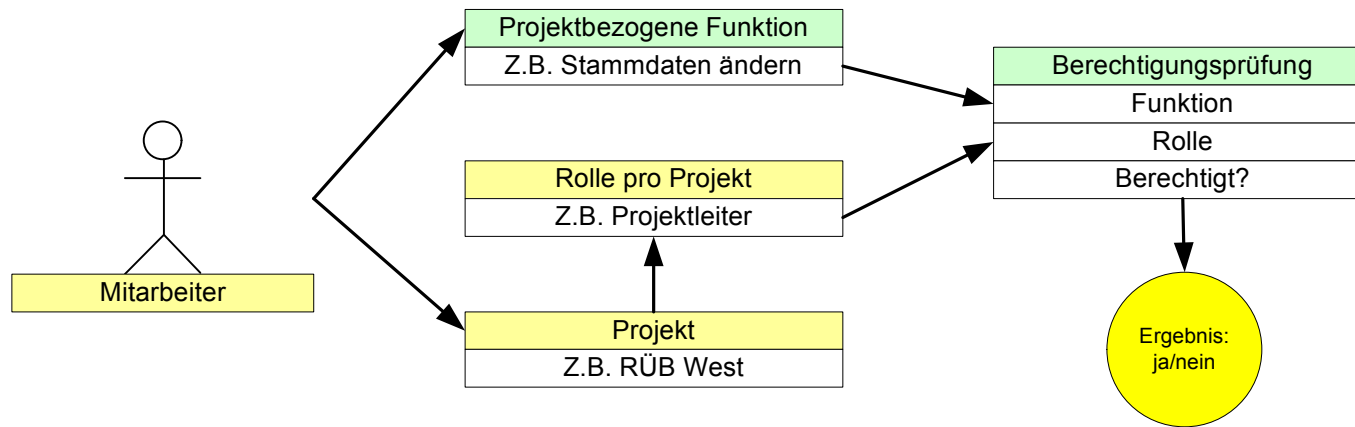 Projektbezogene Funktion
Z.B. Stammdaten ändern
Berechtigungsprüfung
Funktion
Rolle
Berechtigt?
Rolle pro Projekt
Z.B. Projektleiter
Mitarbeiter
Projekt
Z.B. RÜB West
Ergebnis:
ja/nein